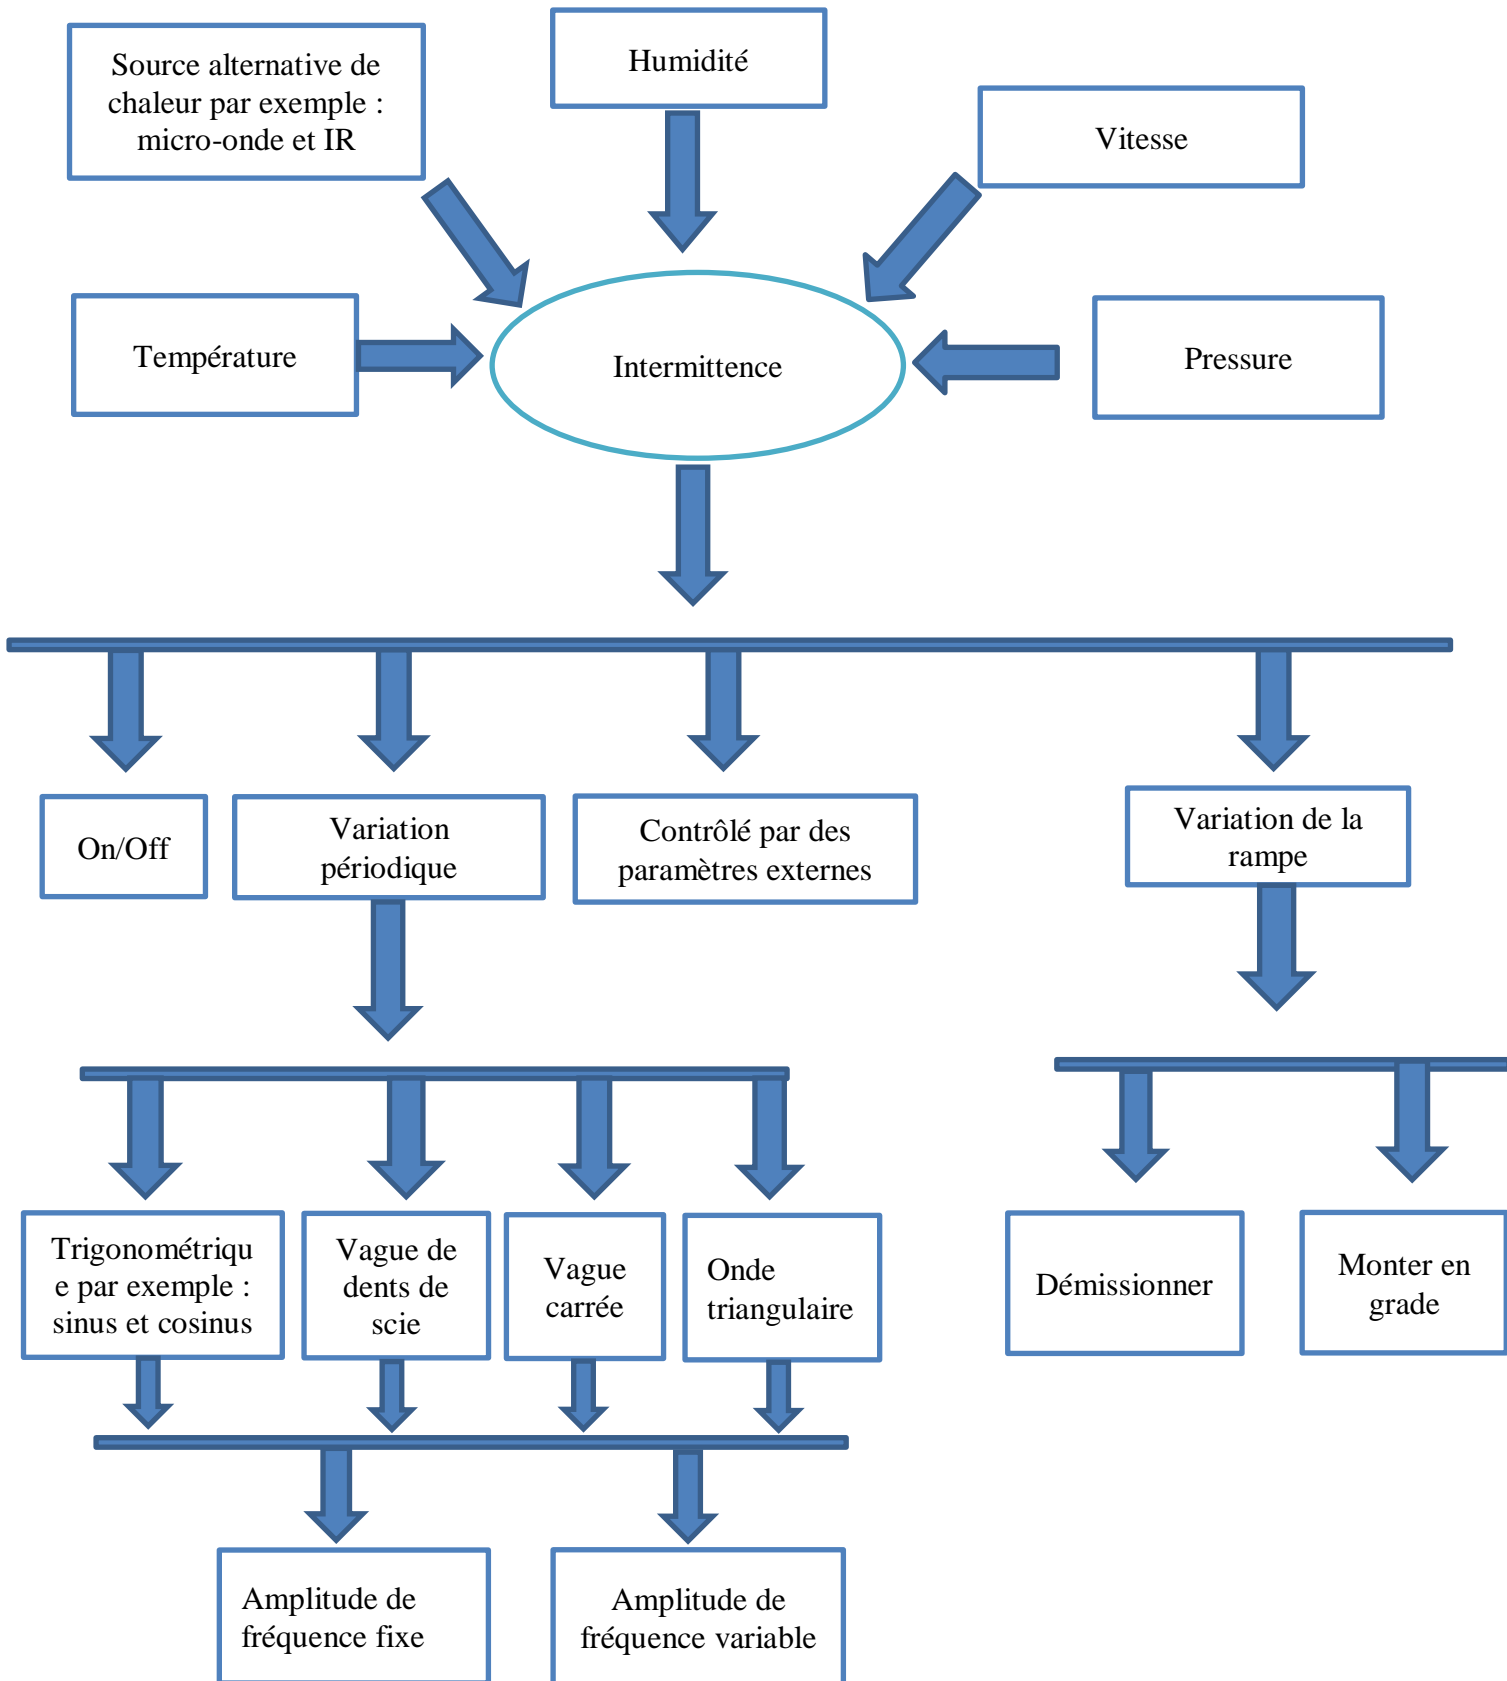 Source alternative de
chaleur par exemple :
micro-onde et IR
Humidité
Vitesse
Température
Intermittence
Pressure
On/Off
Variation
périodique
Contrôlé par des
paramètres externes
Variation de la
rampe
Trigonométriqu
e par exemple :
sinus et cosinus
Vague de
dents de
scie
Vague
carrée
Onde
triangulaire
Démissionner
Monter en
grade
Amplitude de
fréquence fixe
Amplitude de
fréquence variable